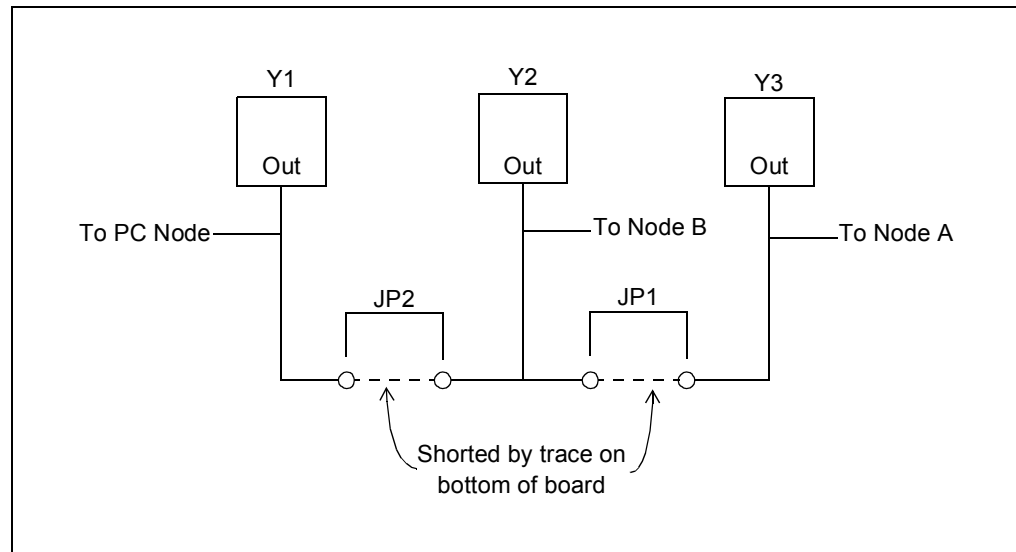 Y1
Y2
Y3
Out
Out
Out
To PC Node
To Node B
To Node A
JP2
JP1
Shorted by trace on
bottom of board